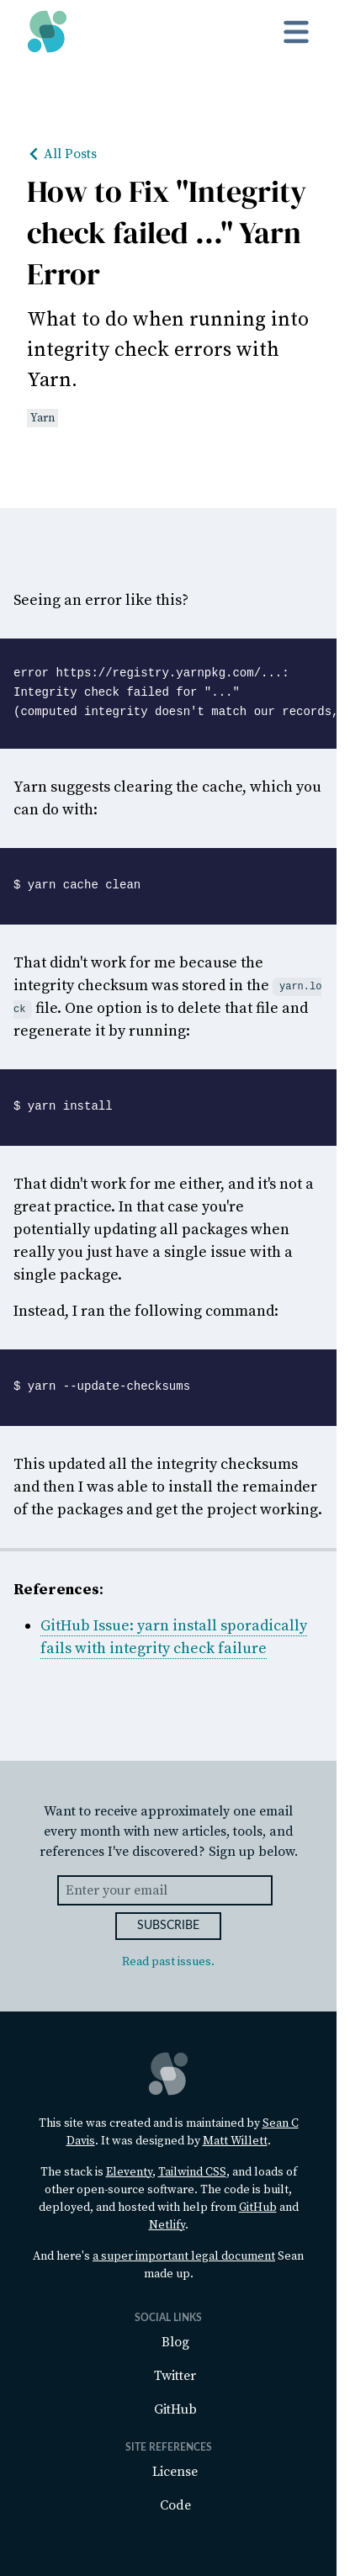 All Posts
How to Fix "Integrity
check failed ..." Yarn
Error
What to do when running into
integrity check errors with
Yarn.
Yarn
Seeing an error like this?
error https://registry.yarnpkg.com/...:
Integrity check failed for "..."
(computed integrity doesn't match our records,
Yarn suggests clearing the cache, which you
can do with:
$ yarn cache clean
That didn't work for me because the
integrity checksum was stored in the yarn.lo
ck file. One option is to delete that file and
regenerate it by running:
$ yarn install
That didn't work for me either, and it's not a
great practice. In that case you're
potentially updating all packages when
really you just have a single issue with a
single package.
Instead, I ran the following command:
$ yarn --update-checksums
This updated all the integrity checksums
and then I was able to install the remainder
of the packages and get the project working.
References:
GitHub Issue: yarn install sporadically
fails with integrity check failure
Want to receive approximately one email
every month with new articles, tools, and
references I've discovered? Sign up below.
Enter your email
SUBSCRIBE
Read past issues.
This site was created and is maintained by Sean C
Davis. It was designed by Matt Willett.
The stack is Eleventy, Tailwind CSS, and loads of
other open-source software. The code is built,
deployed, and hosted with help from GitHub and
Netlify.
And here's a super important legal document Sean
made up.
SOCIAL LINKS
Blog
Twitter
GitHub
SITE REFERENCES
License
Code